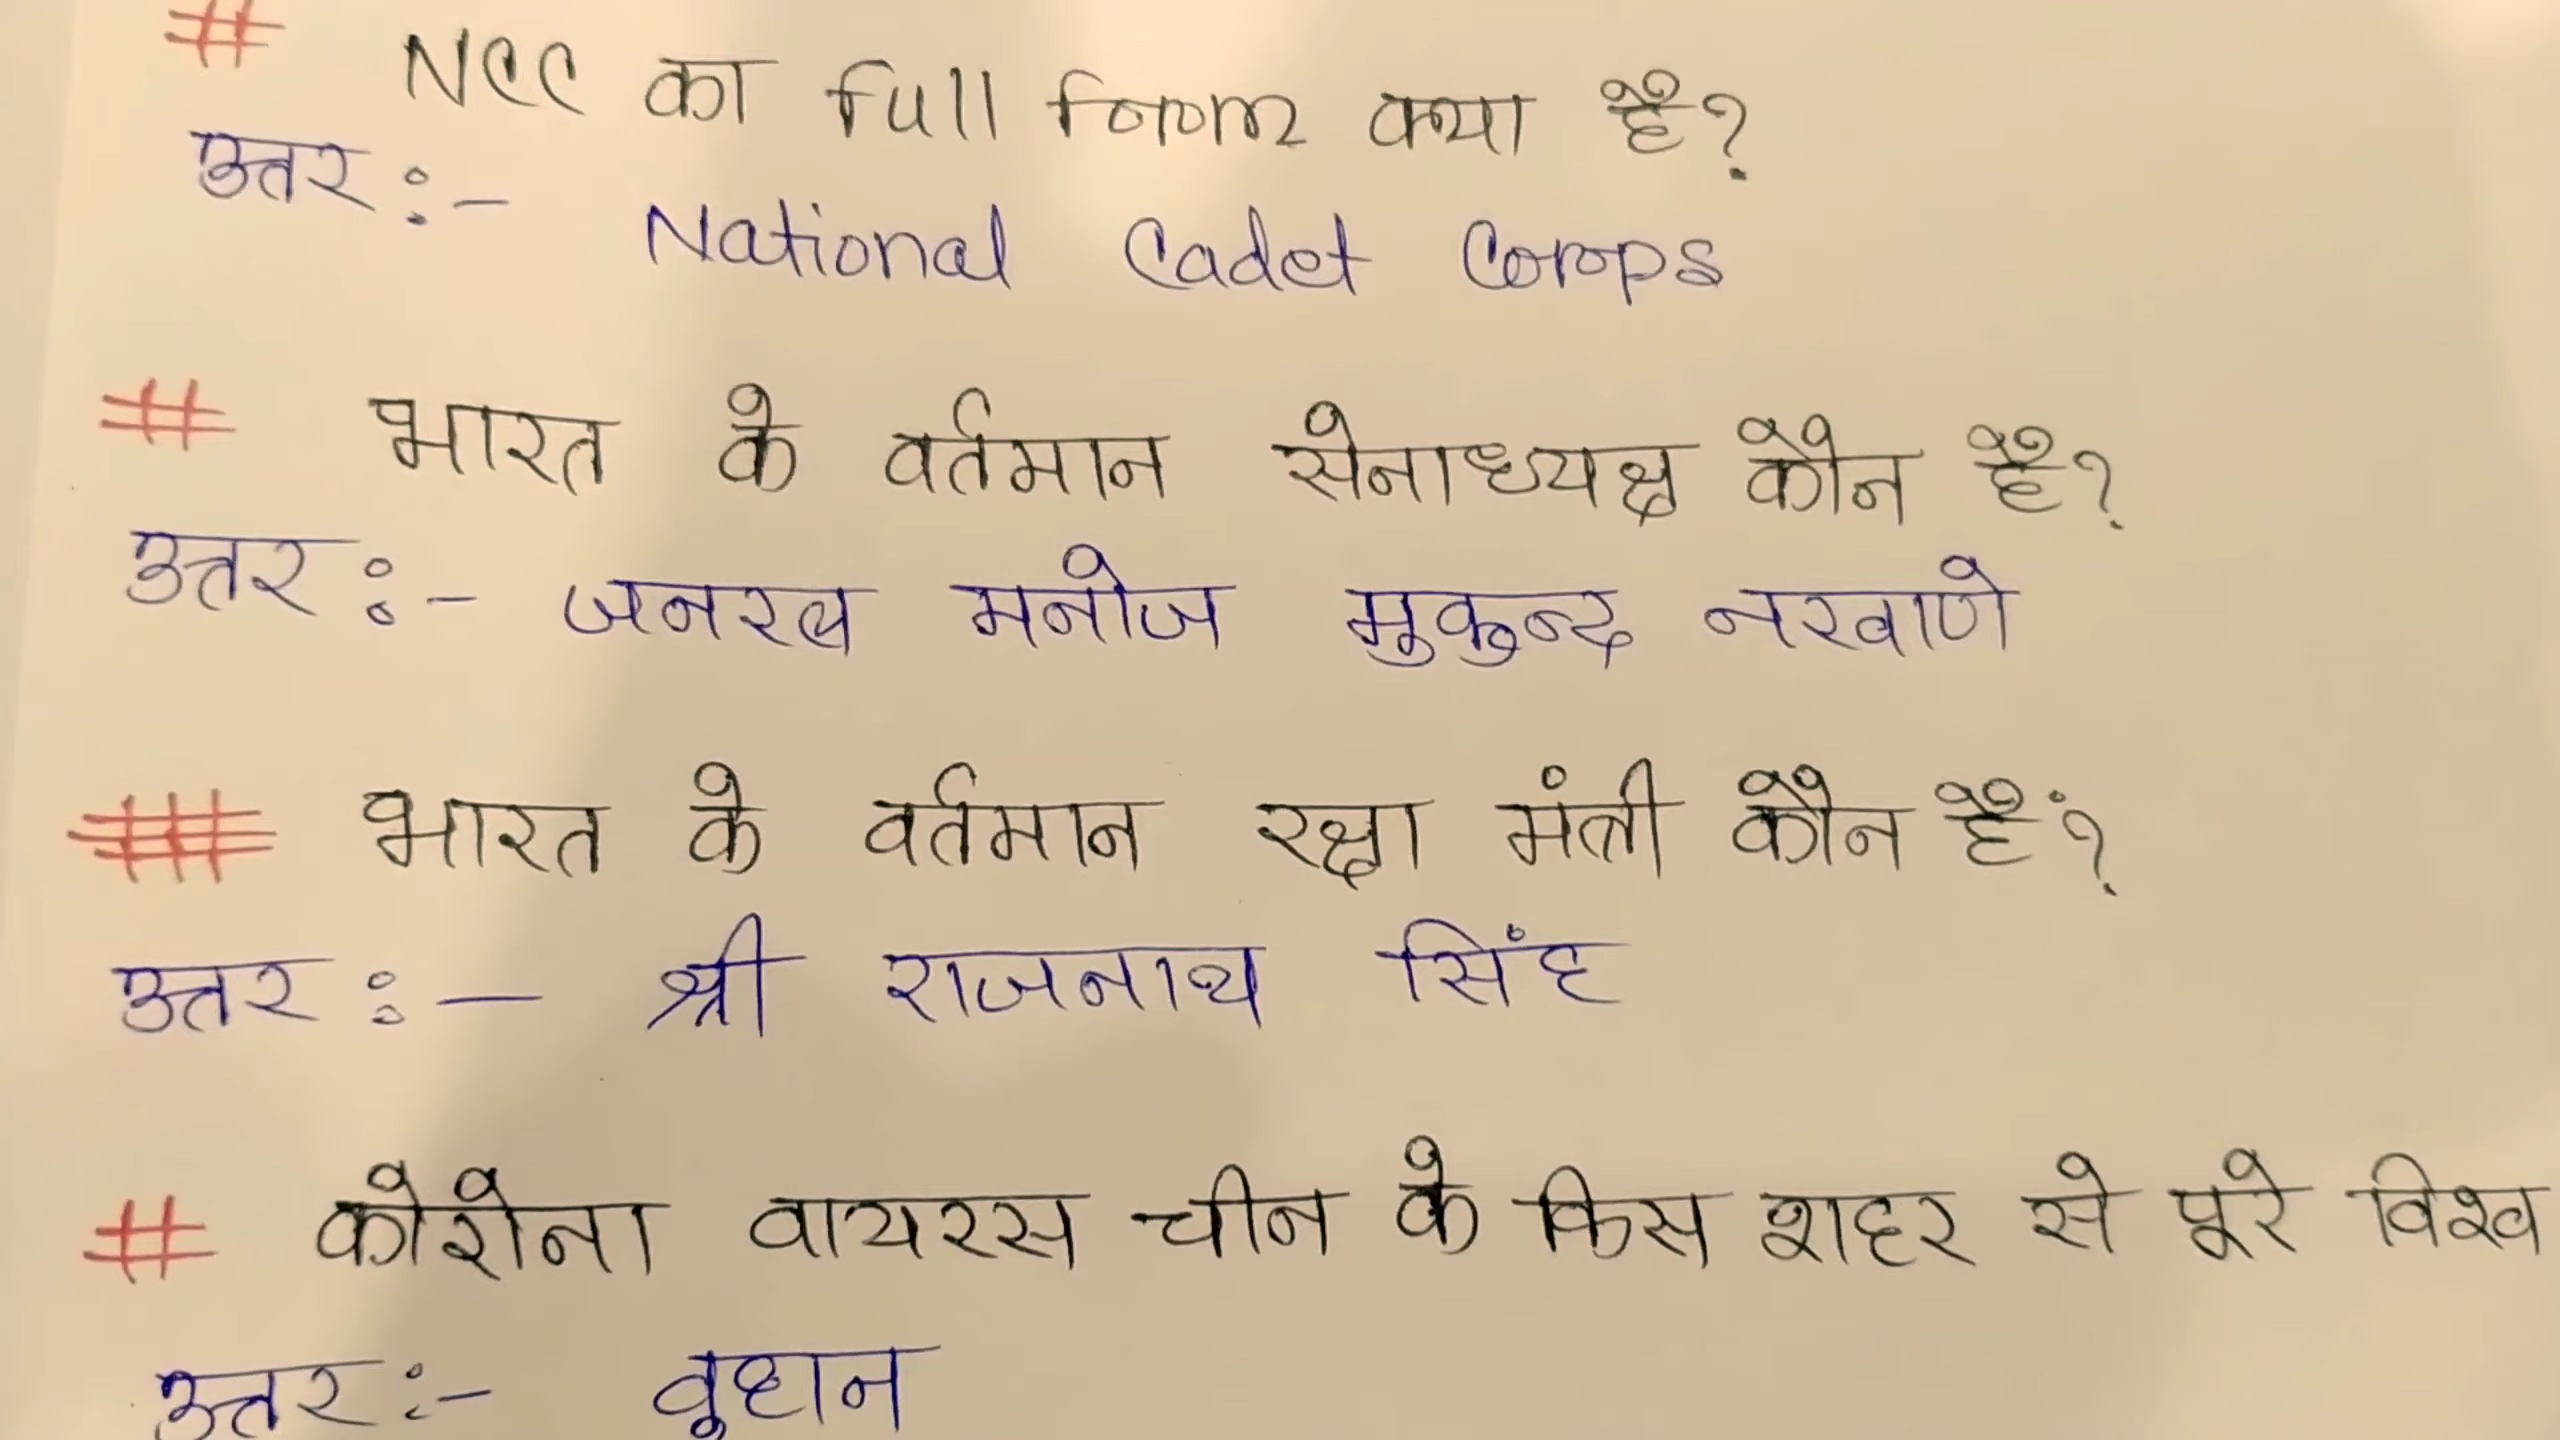 # NCC का full form क्या है?
उत्तर :- National Cadet Corps
# भारत के वर्तमान सेनाध्यक्ष कौन है?
उत्तर :- जनरल मनोज मुकुन्द नरवाणे
# भारत के वर्तमान रक्षा मंत्री कौन हैं?
उत्तर :- श्री राजनाथ सिंह
# कोरोना वायरस चीन के किस शहर से पूरे विश्व
उत्तर :- वुहान